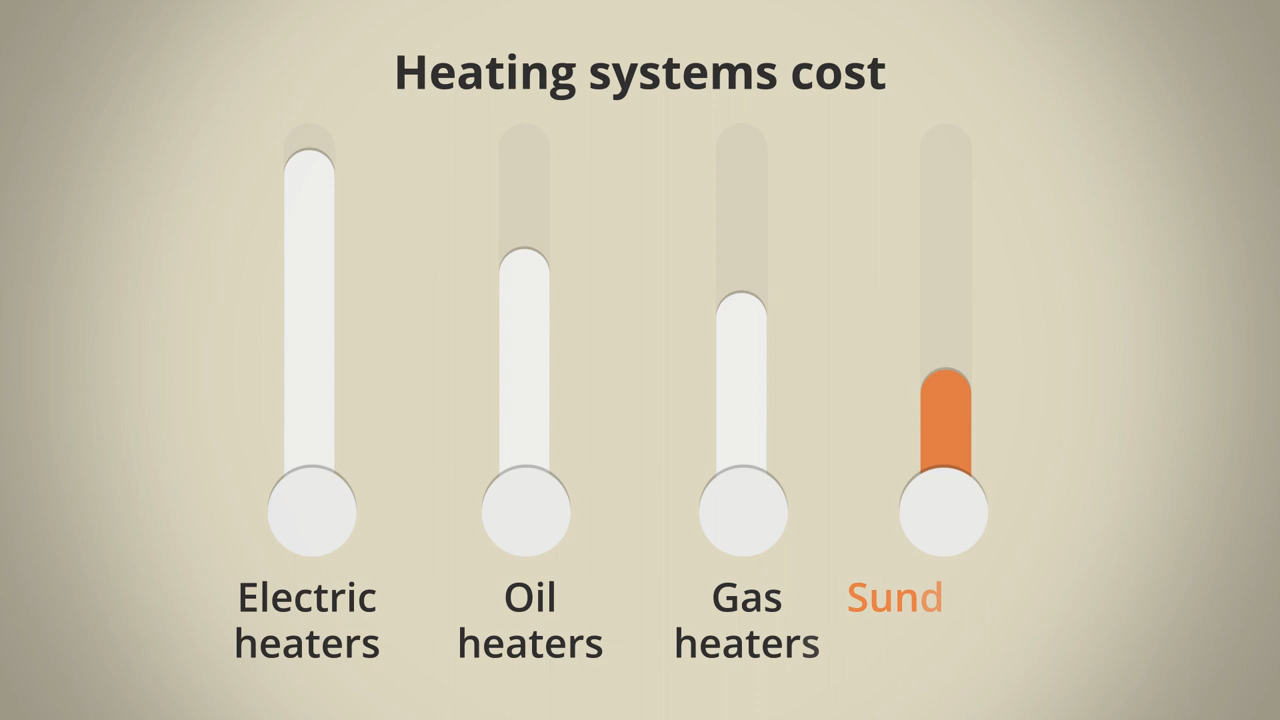 Heating systems cost
Electric
heaters
Oil
heaters
Gas
heaters
Sund